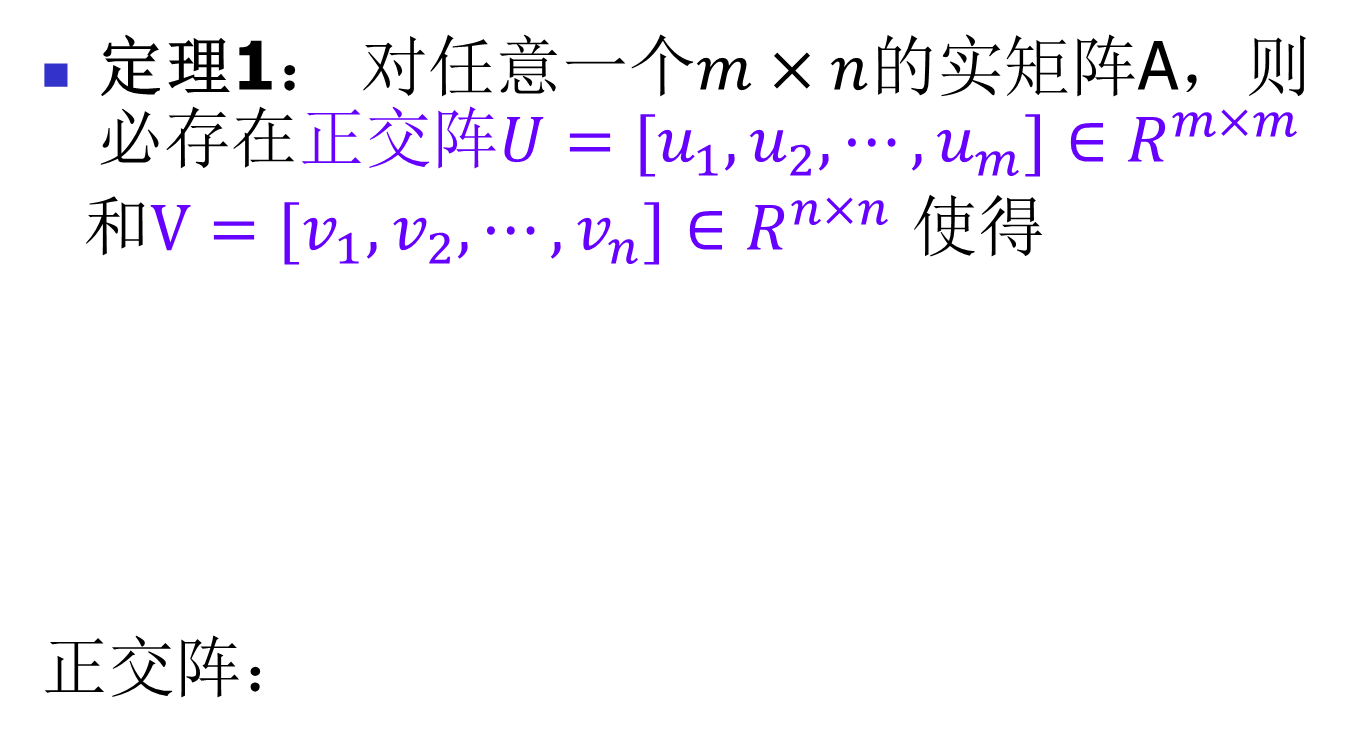 ■ 定理1： 对任意一个m × n的实矩阵A，则
必存在正交阵U = [u₁, u₂, ⋯ , uₘ] ∈ Rᵐˣᵐ
和V = [v₁, v₂, ⋯ , vₙ] ∈ Rⁿˣⁿ 使得
正交阵：